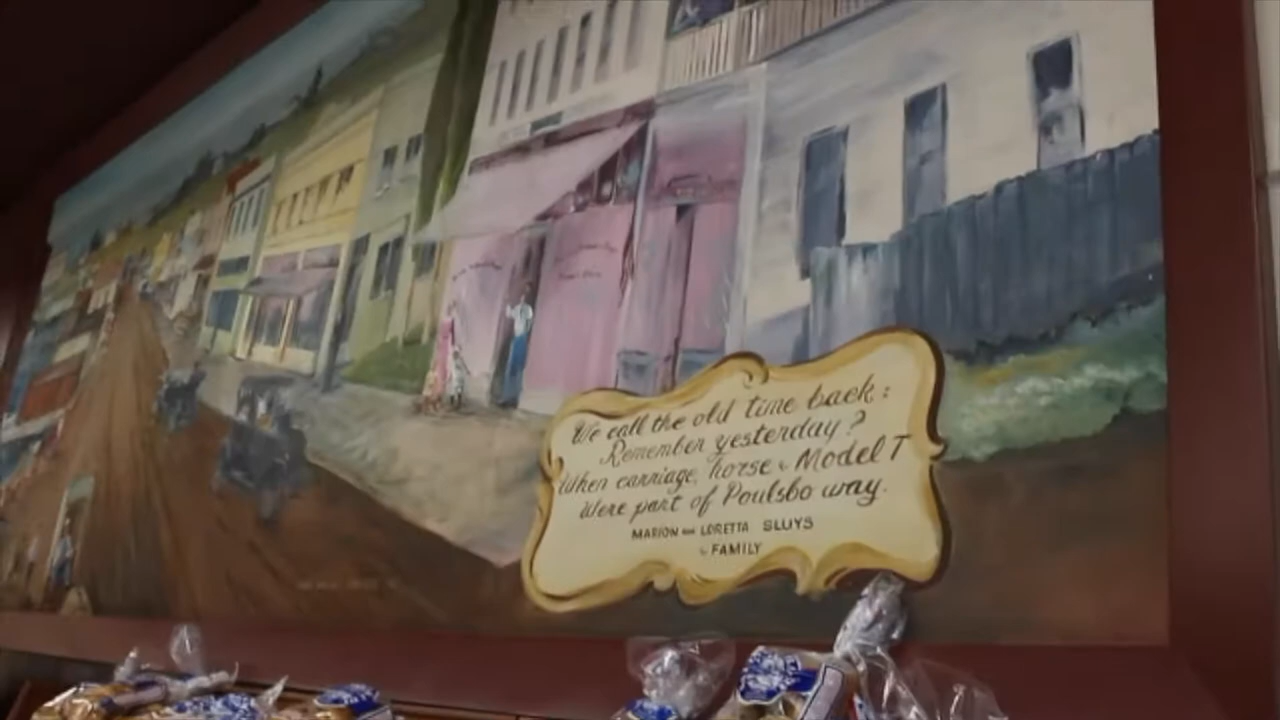 We call the old time back:
Remember yesterday?
When carriage, horse & Model T
Were part of Poulsbo way.
MARION AND LORETTA SLUYS
& FAMILY